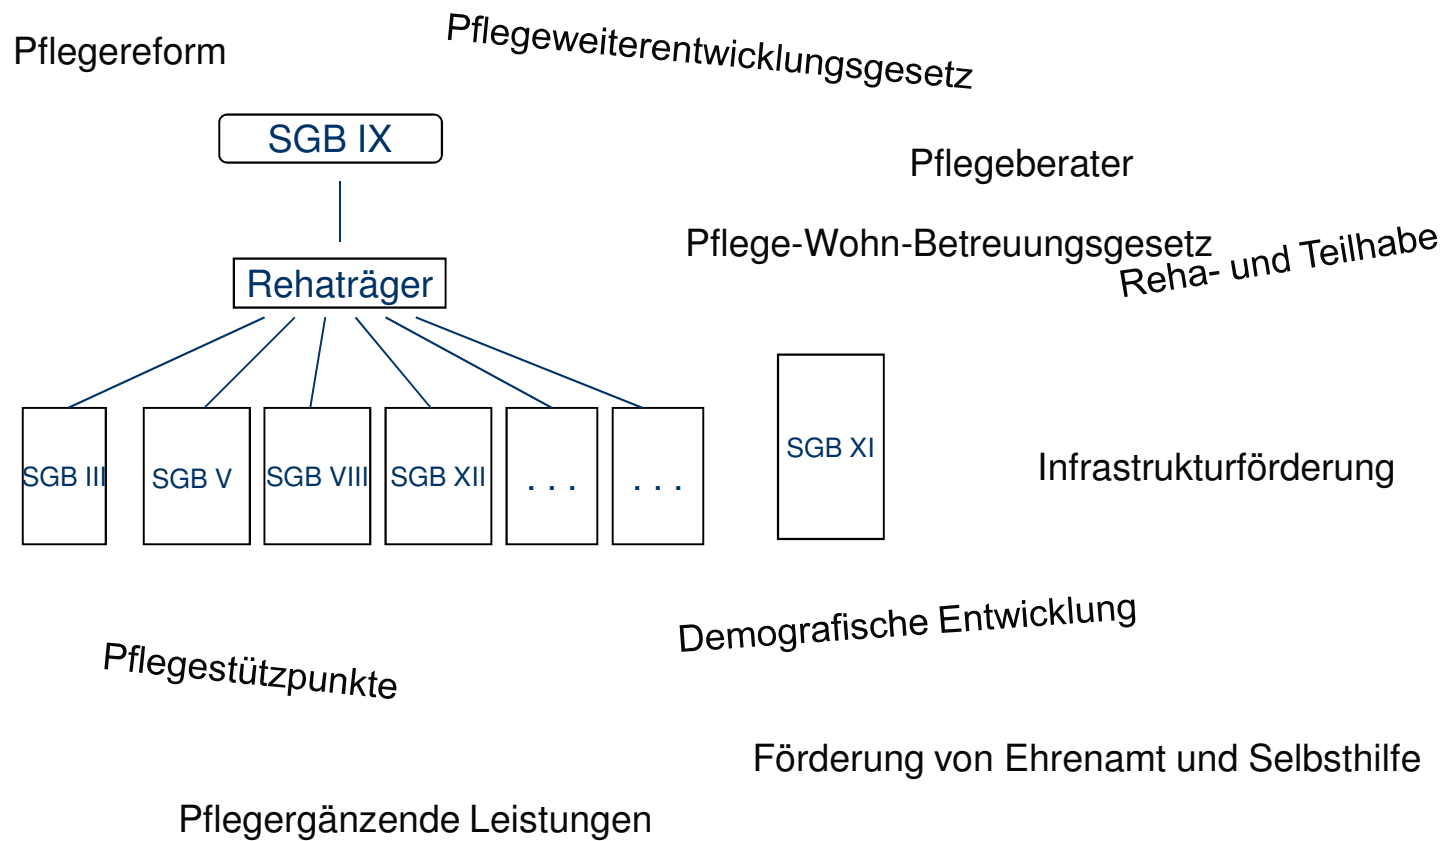 Pflegereform
Pflegeweiterentwicklungsgesetz
SGB IX
Pflegeberater
Pflege-Wohn-Betreuungsgesetz
Reha- und Teilhabe
Rehaträger
SGB III
SGB V
SGB VIII
SGB XII
. . .
. . .
SGB XI
Infrastrukturförderung
Demografische Entwicklung
Pflegestützpunkte
Förderung von Ehrenamt und Selbsthilfe
Pflegergänzende Leistungen